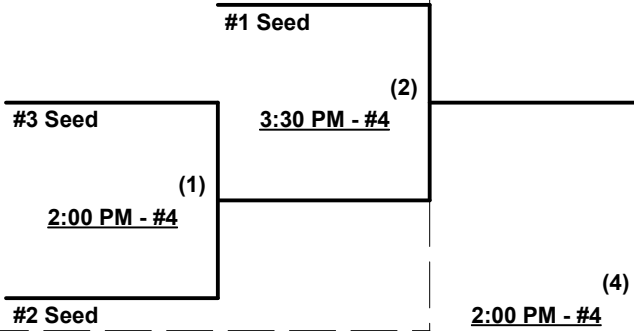 #1 Seed
(2)
#3 Seed
3:30 PM - #4
(1)
2:00 PM - #4
(4)
#2 Seed
2:00 PM - #4